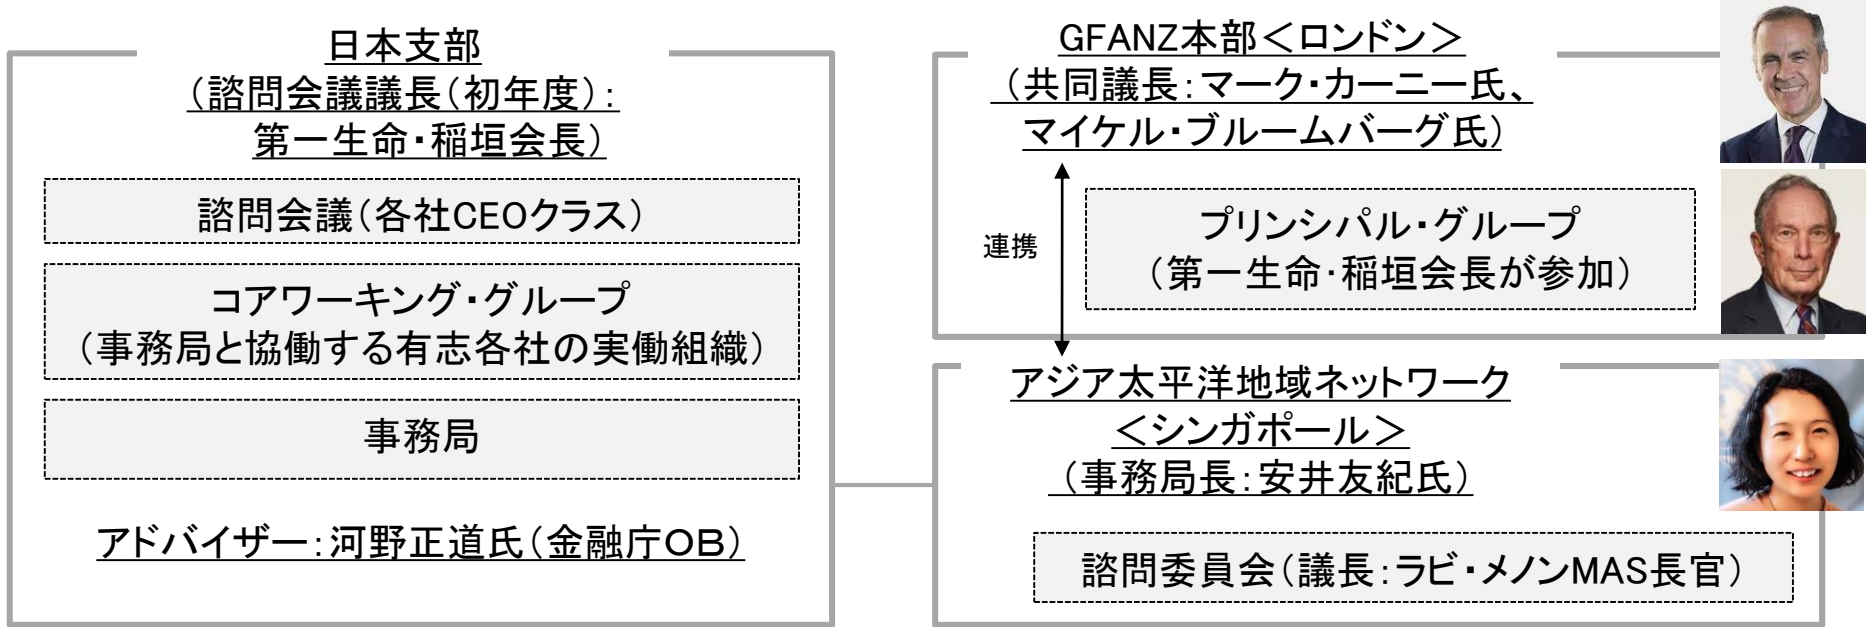 日本支部
（諮問会議議長（初年度）：
第一生命・稲垣会長）
諮問会議（各社CEOクラス）
コアワーキング・グループ
（事務局と協働する有志各社の実働組織）
事務局
アドバイザー：河野正道氏（金融庁ＯＢ）
GFANZ本部＜ロンドン＞
（共同議長：マーク・カーニー氏、
マイケル・ブルームバーグ氏）
連携
プリンシパル・グループ
（第一生命・稲垣会長が参加）
アジア太平洋地域ネットワーク
＜シンガポール＞
（事務局長：安井友紀氏）
諮問委員会（議長：ラビ・メノンMAS長官）